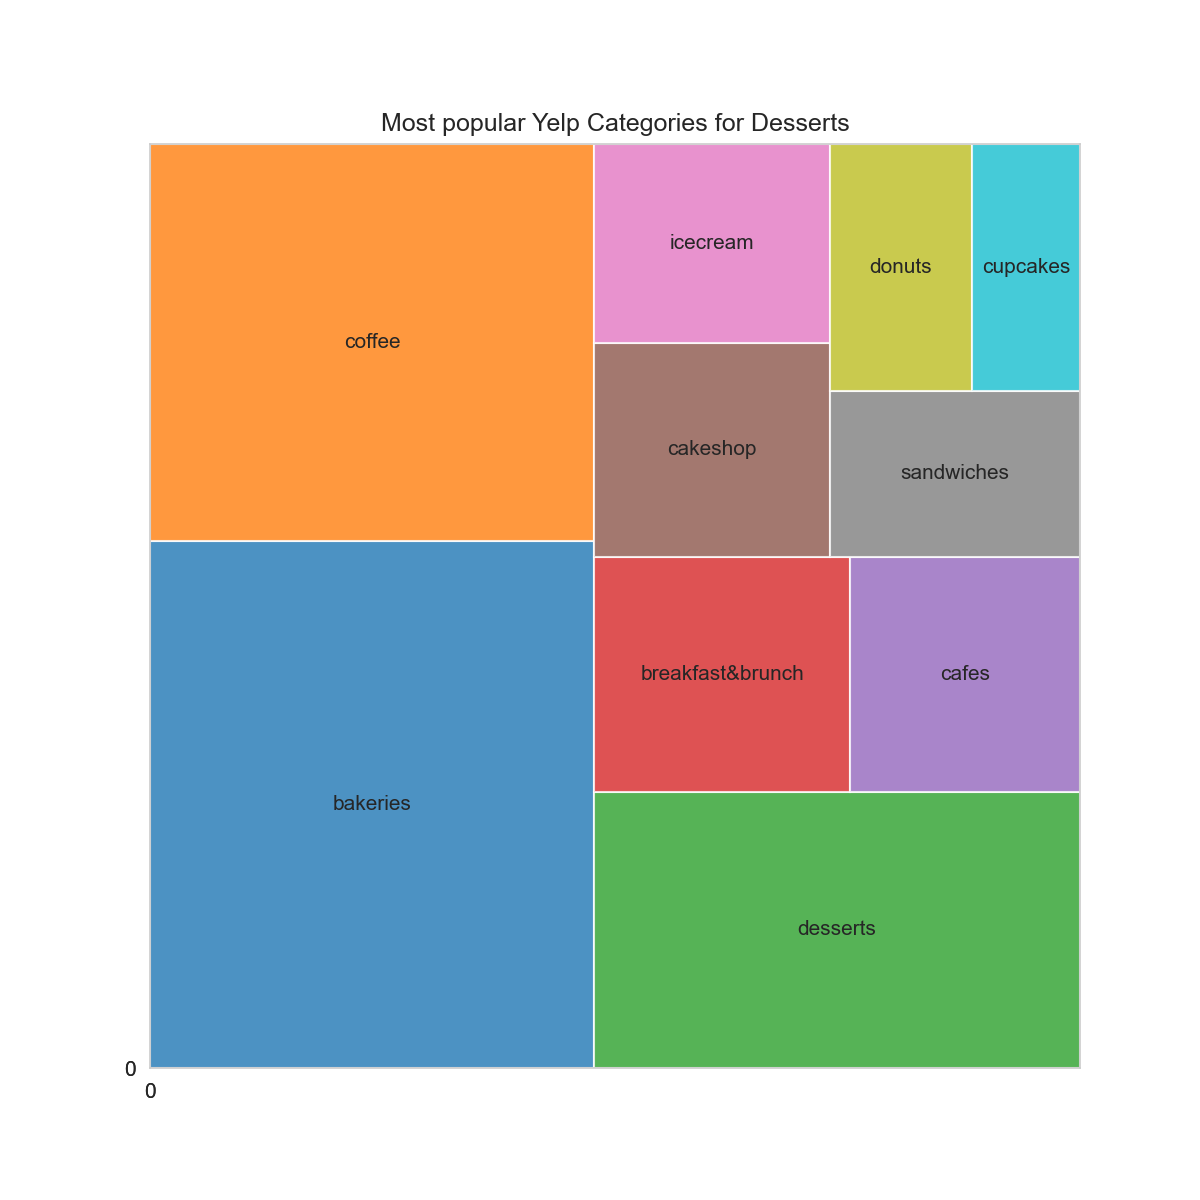 Most popular Yelp Categories for Desserts
icecream
donuts
cupcakes
coffee
cakeshop
sandwiches
breakfast&brunch
cafes
bakeries
desserts
0
0